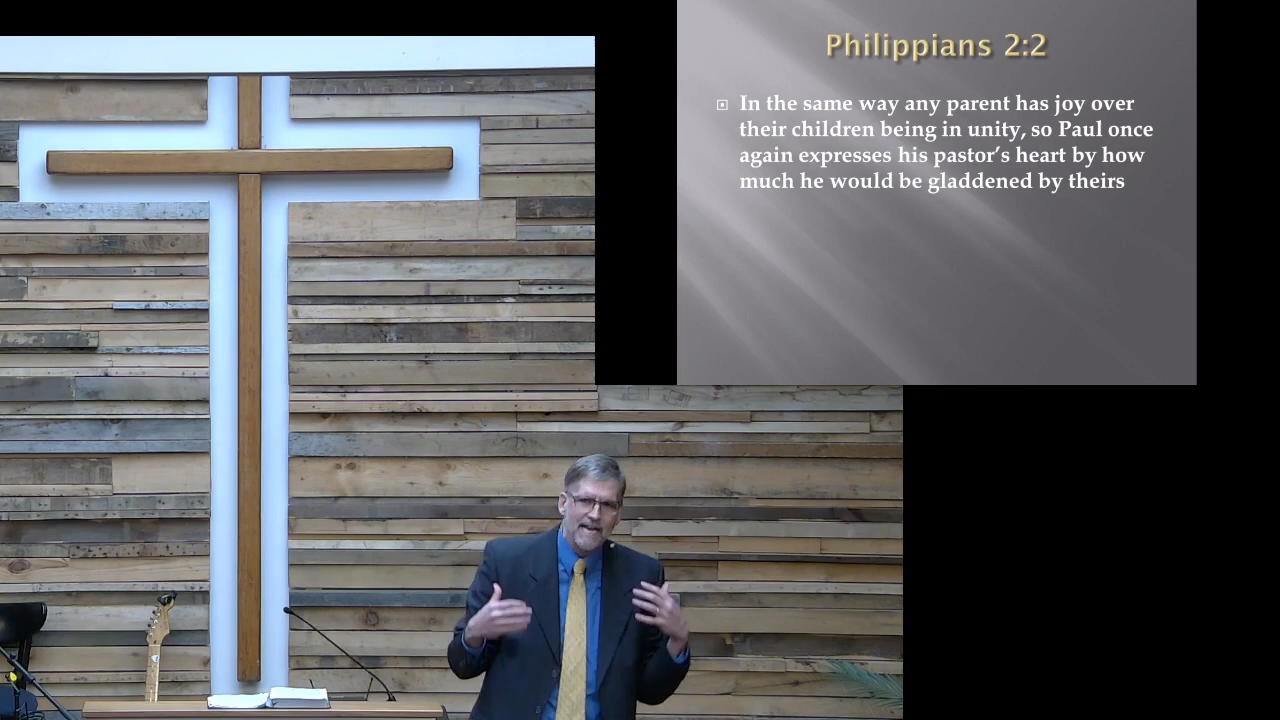 Philippians 2:2
In the same way any parent has joy over
their children being in unity, so Paul once
again expresses his pastor’s heart by how
much he would be gladdened by theirs